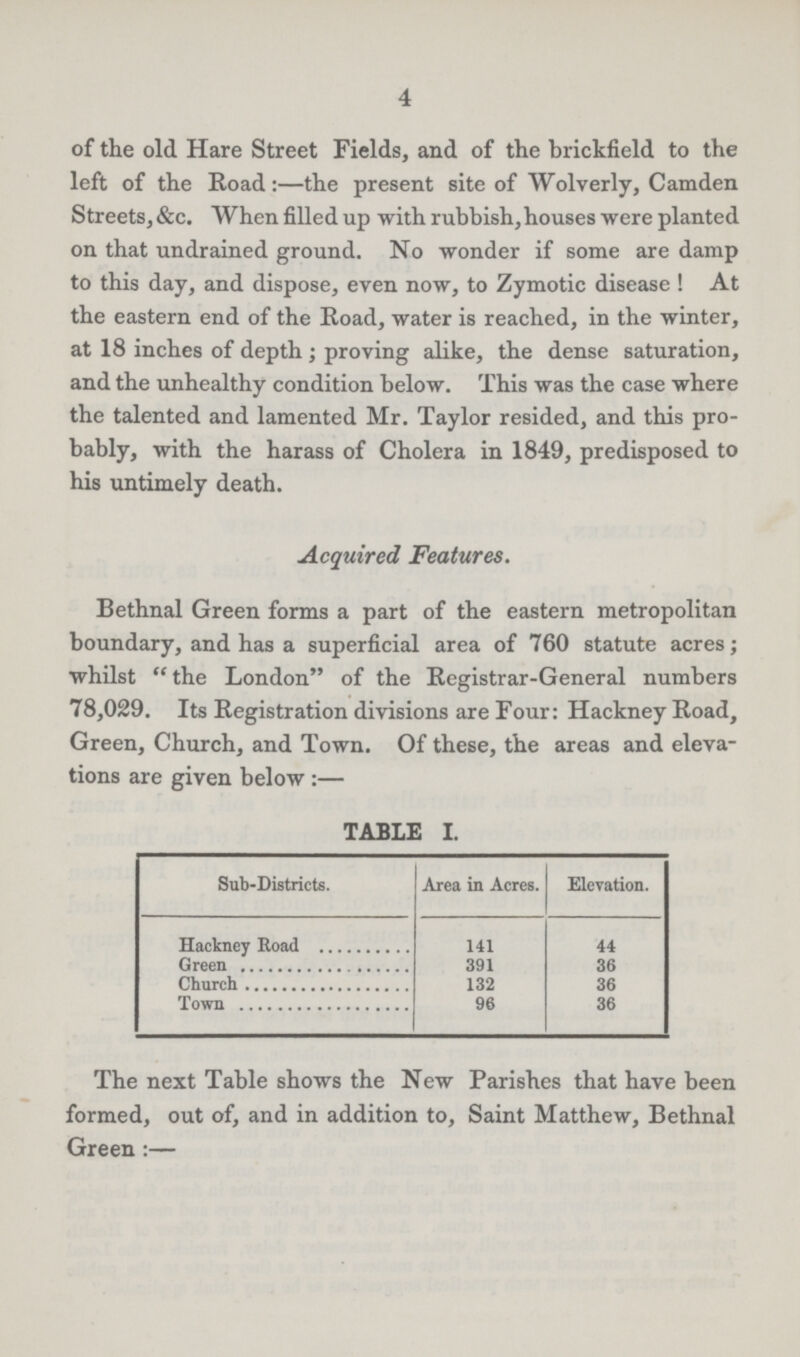 4
of the old Hare Street Fields, and of the brickfield to the
left of the Road:—the present site of Wolverly, Camden
Streets, &c. When filled up with rubbish, houses were planted
on that undrained ground. No wonder if some are damp
to this day, and dispose, even now, to Zymotic disease! At
the eastern end of the Road, water is reached, in the winter,
at 18 inches of depth; proving alike, the dense saturation,
and the unhealthy condition below. This was the case where
the talented and lamented Mr. Taylor resided, and this pro-
bably, with the harass of Cholera in 1849, predisposed to
his untimely death.
Acquired Features.
Bethnal Green forms a part of the eastern metropolitan
boundary, and has a superficial area of 760 statute acres;
whilst "the London" of the Registrar-General numbers
78,029. Its Registration divisions are Four: Hackney Road,
Green, Church, and Town. Of these, the areas and eleva-
tions are given below:—
TABLE I.
Sub-Districts. Area in Acres. Elevation.
Hackney Road .......... 141 44
Green .................. 391 36
Church .................. 132 36
Town .................. 96 36
The next Table shows the New Parishes that have been
formed, out of, and in addition to, Saint Matthew, Bethnal
Green:—